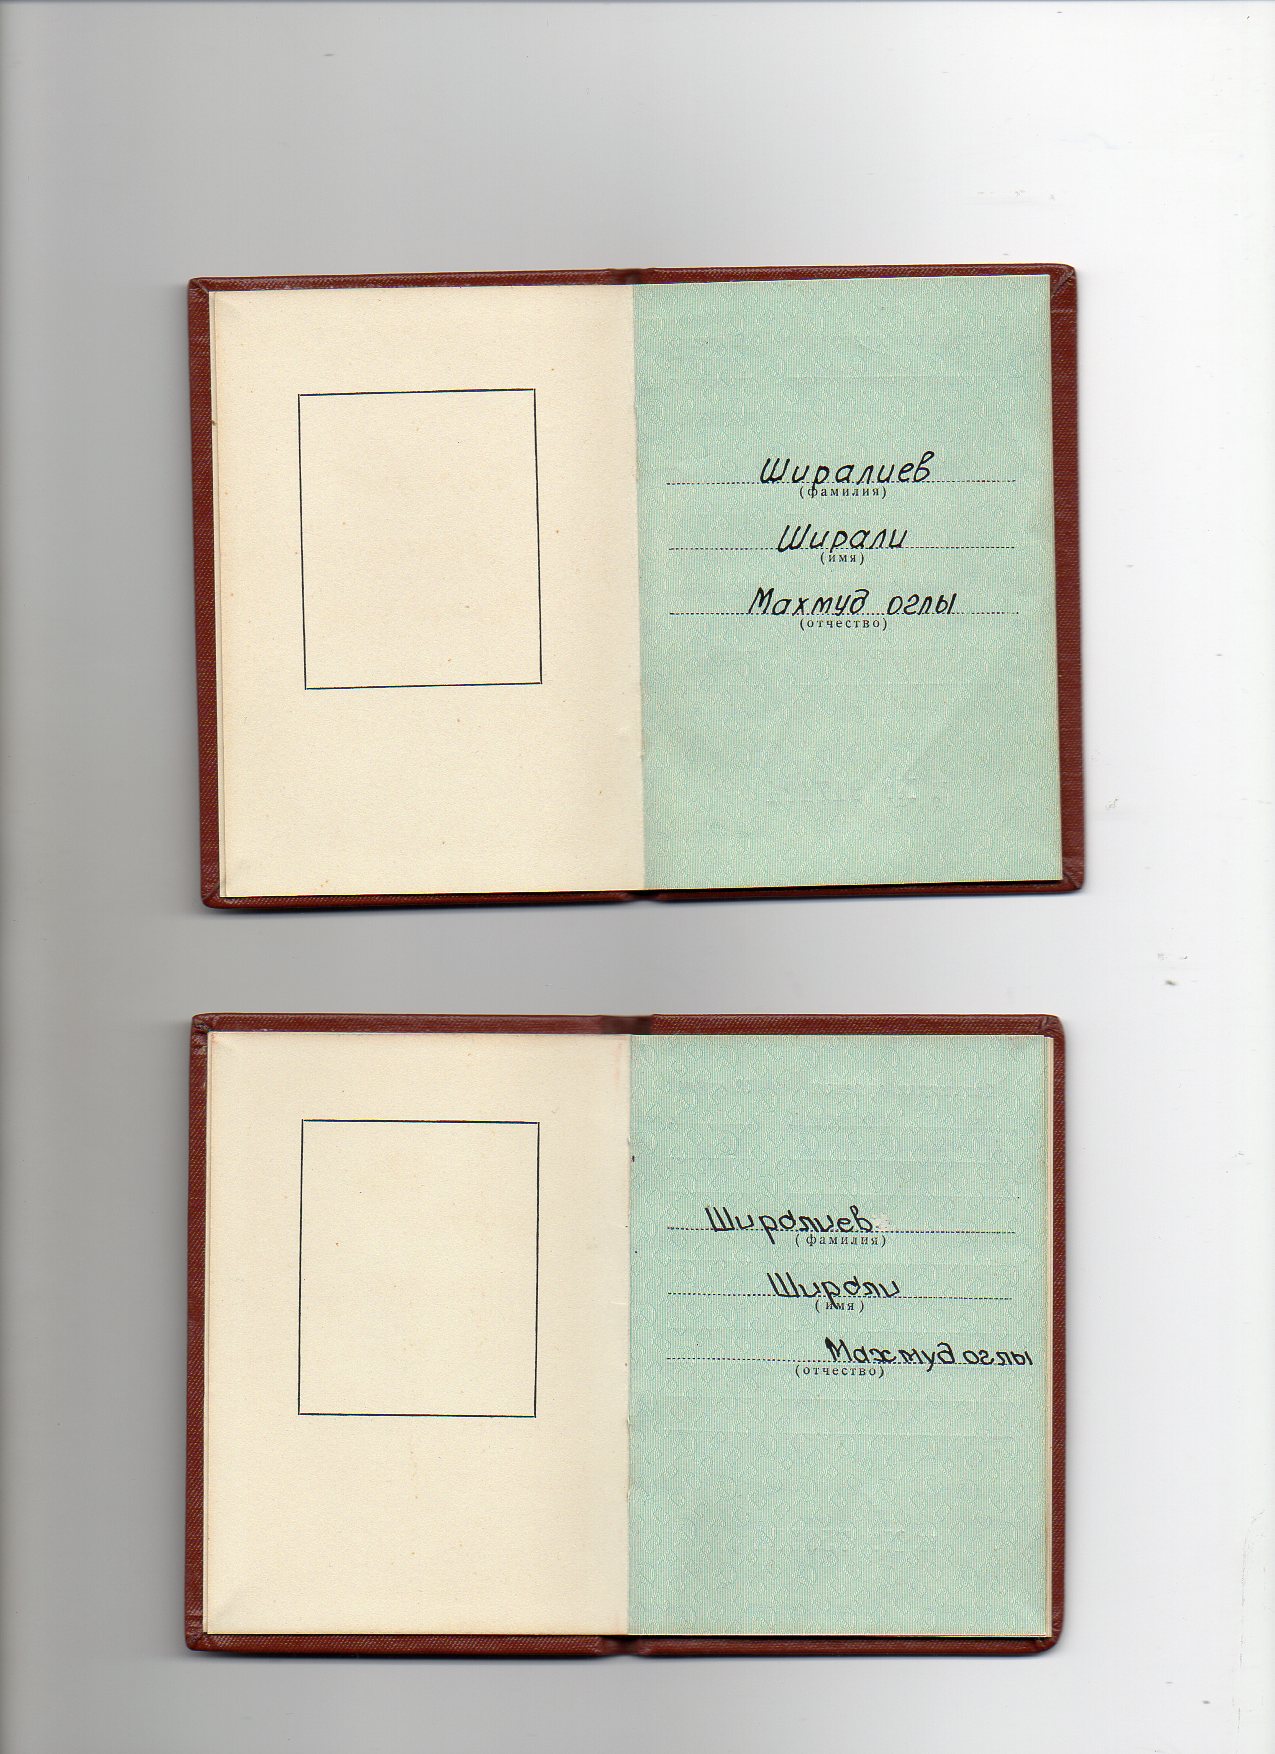 Ширалиев
(фамилия)
Ширали
(имя)
Махмуд оглы
(отчество)
Ширалиев
(фамилия)
Ширали
(имя)
Махмуд оглы
(отчество)